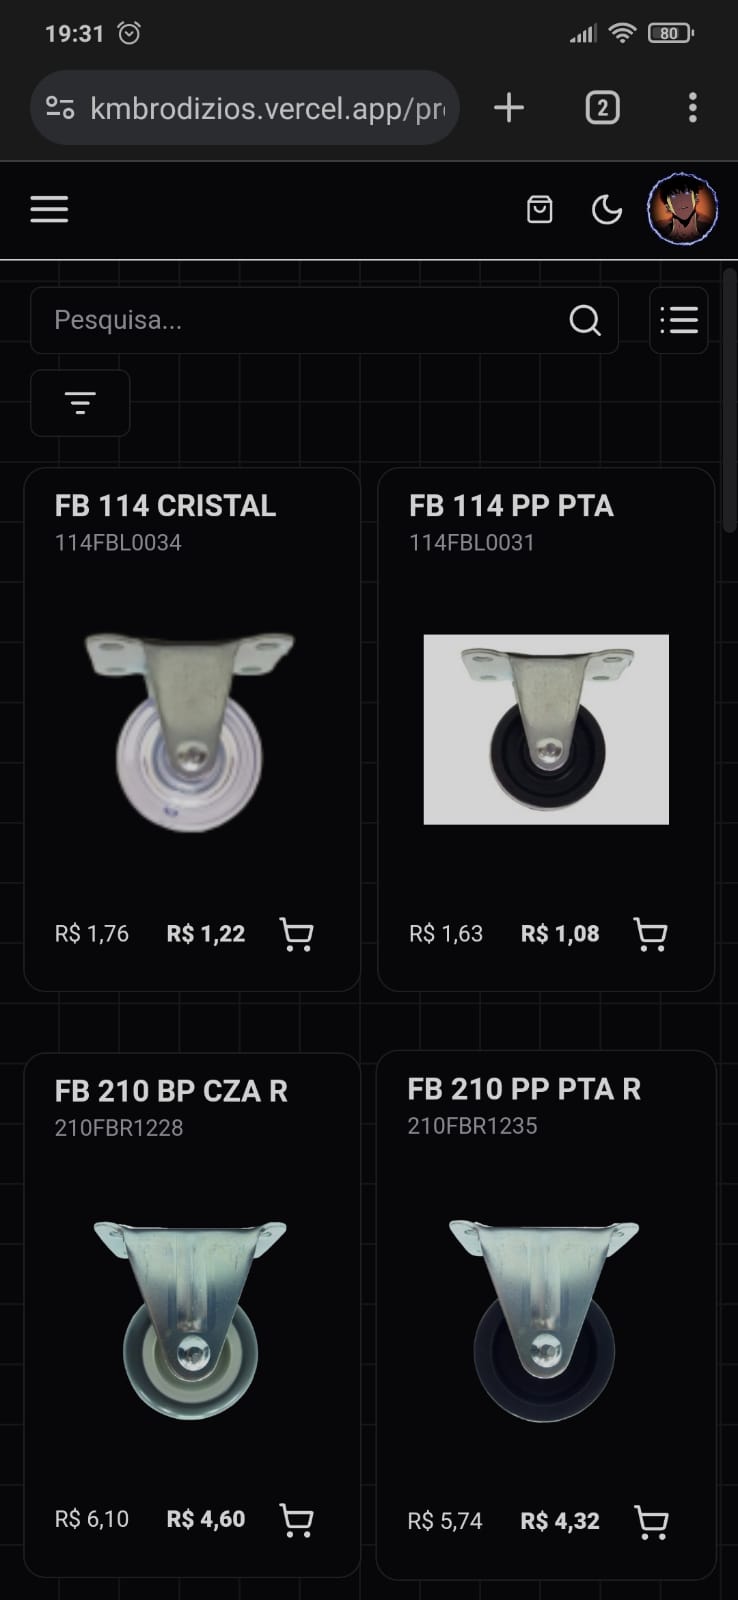 19:31
80
kmbrodizios.vercel.app/pr
2
Pesquisa...
FB 114 CRISTAL
114FBL0034
FB 114 PP PTA
114FBL0031
R$ 1,76 R$ 1,22
R$ 1,63 R$ 1,08
FB 210 BP CZA R
210FBR1228
FB 210 PP PTA R
210FBR1235
R$ 6,10 R$ 4,60
R$ 5,74 R$ 4,32